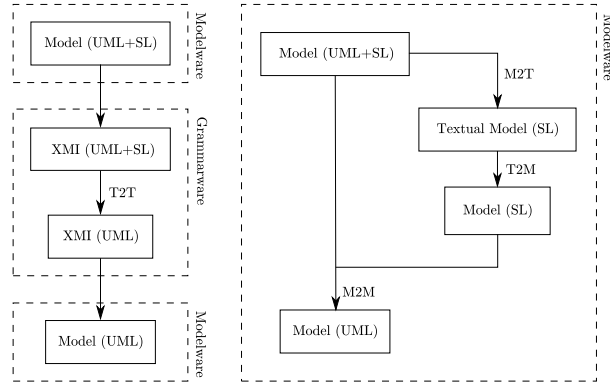 Model (UML+SL)
Modelware
XMI (UML+SL)
T2T
XMI (UML)
Grammarware
Model (UML)
Modelware
Model (UML+SL)
M2T
Textual Model (SL)
T2M
Model (SL)
M2M
Model (UML)
Modelware